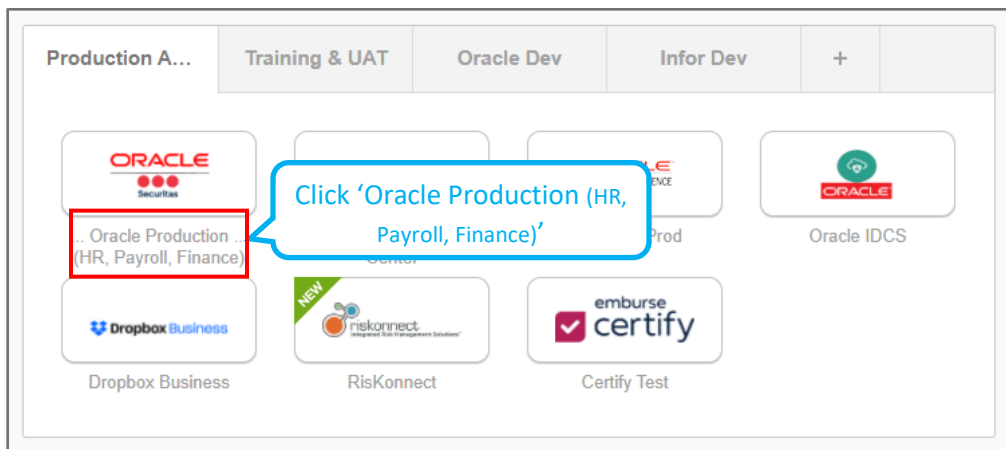 Production A...
Training & UAT
Oracle Dev
Infor Dev
+
ORACLE
Securitas
ORACLE
Click ‘Oracle Production (HR,
Payroll, Finance)’
.. Oracle Production ...
(HR, Payroll, Finance)
Center
Prod
Oracle IDCS
Dropbox Business
NEW
riskonnect
Integrated Risk Management Solutions
emburse
certify
Dropbox Business
RisKonnect
Certify Test